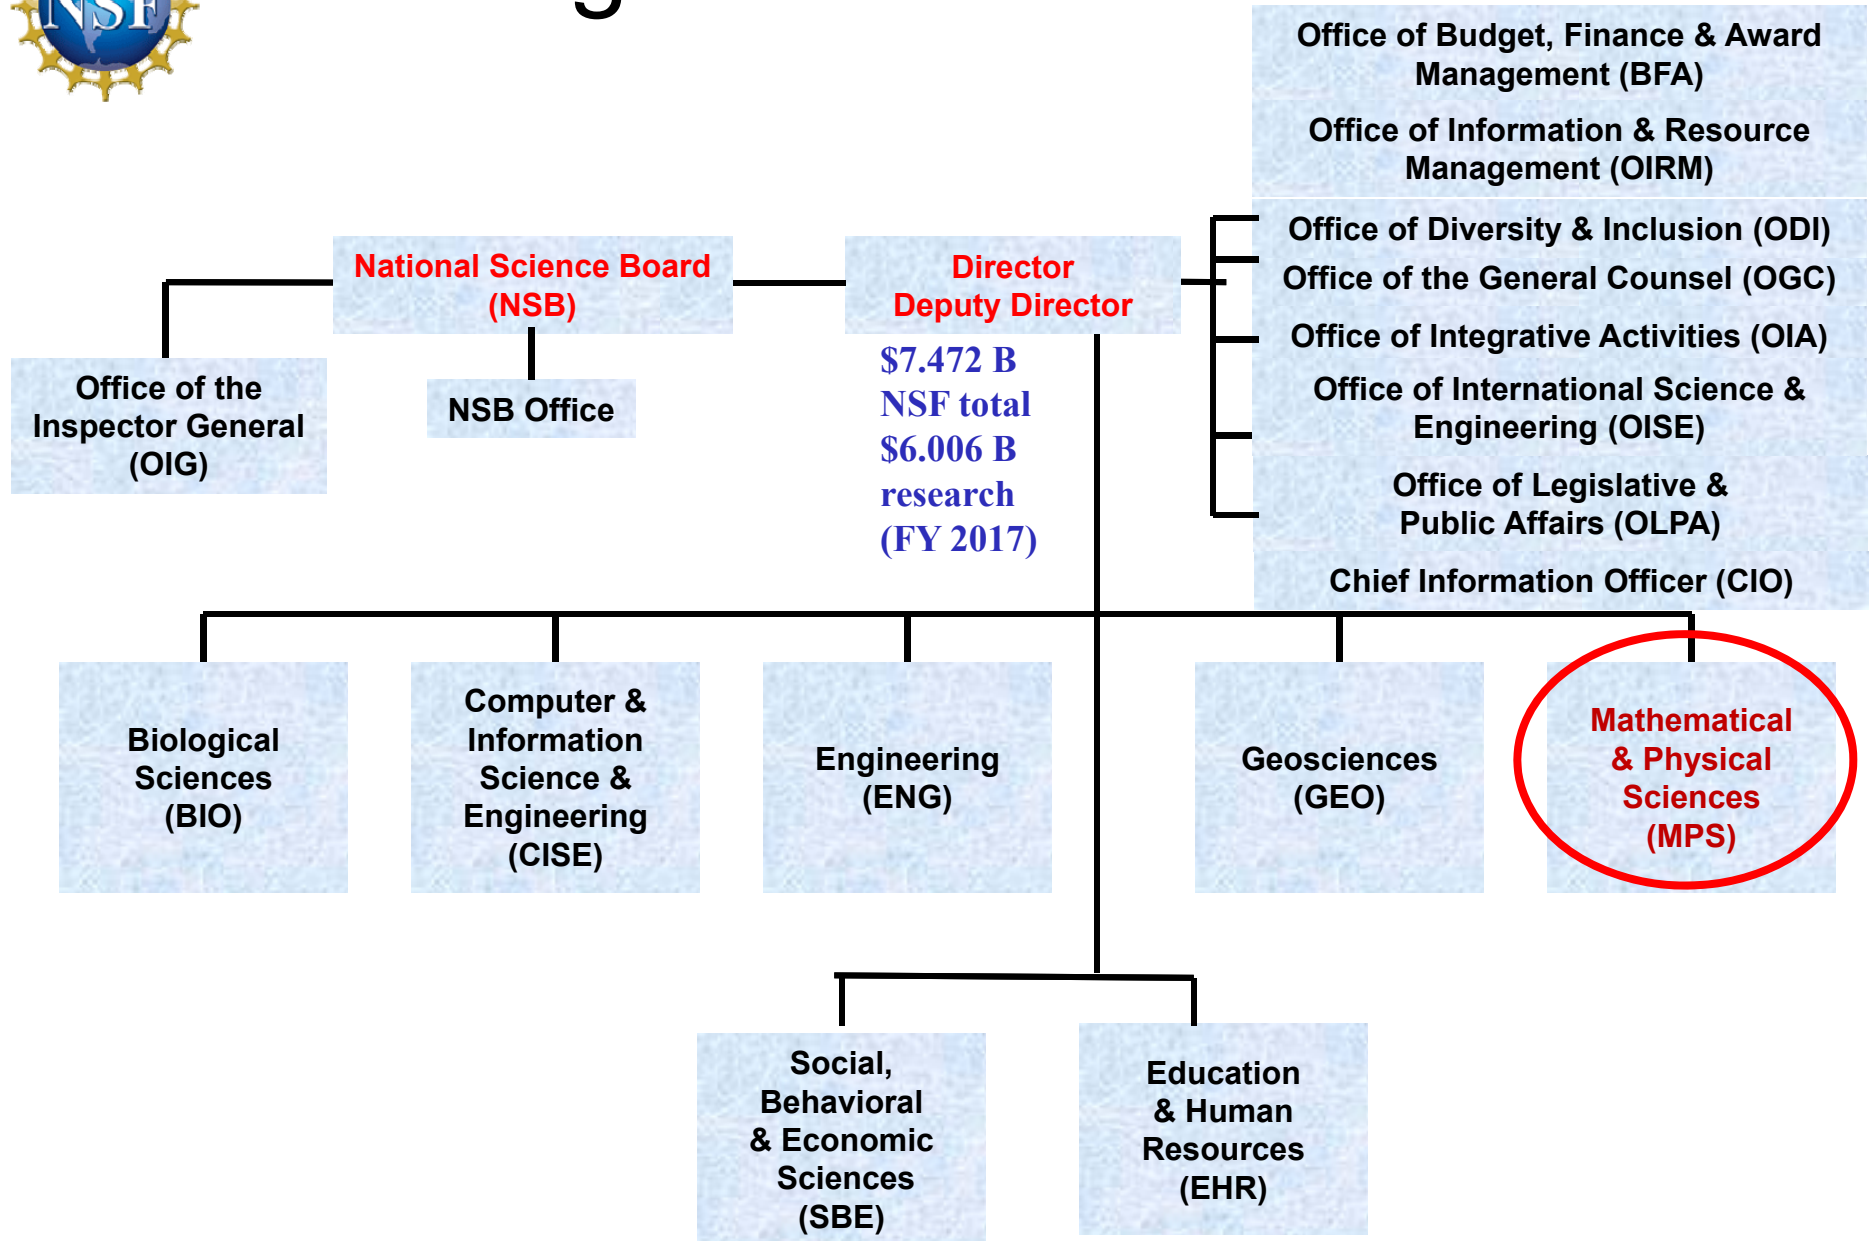 NSF
Office of Budget, Finance & Award
Management (BFA)
Office of Information & Resource
Management (OIRM)
Office of Diversity & Inclusion (ODI)
Office of the General Counsel (OGC)
Office of Integrative Activities (OIA)
Office of International Science &
Engineering (OISE)
Office of Legislative &
Public Affairs (OLPA)
Chief Information Officer (CIO)
National Science Board
(NSB)
Director
Deputy Director
Office of the
Inspector General
(OIG)
NSB Office
$7.472 B
NSF total
$6.006 B
research
(FY 2017)
Biological
Sciences
(BIO)
Computer &
Information
Science &
Engineering
(CISE)
Engineering
(ENG)
Geosciences
(GEO)
Mathematical
& Physical
Sciences
(MPS)
Social,
Behavioral
& Economic
Sciences
(SBE)
Education
& Human
Resources
(EHR)